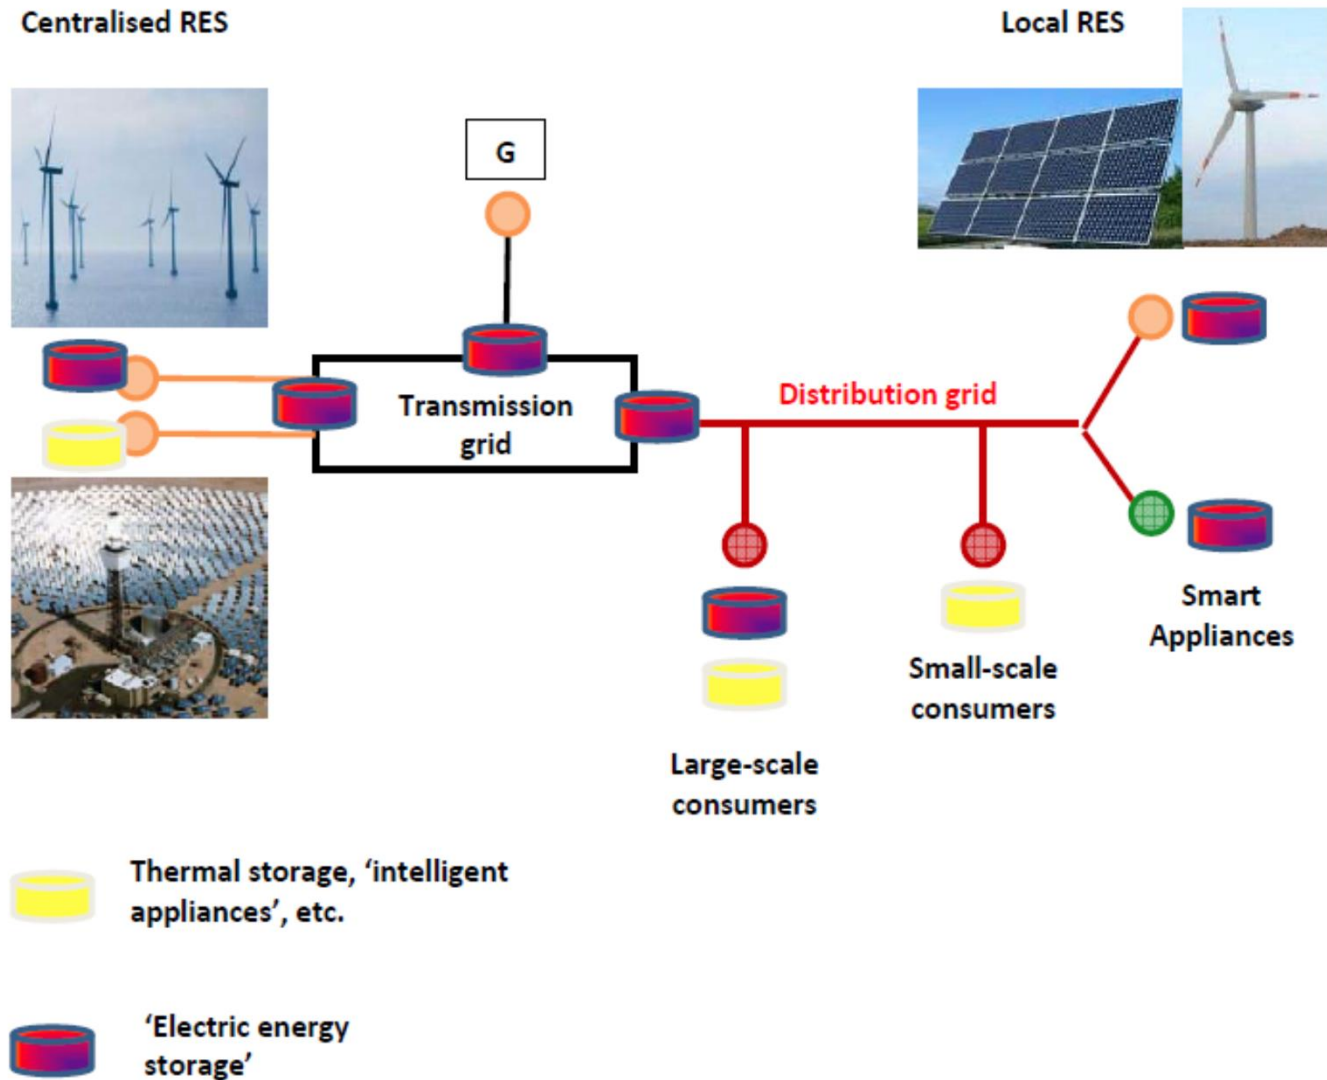 Centralised RES
Local RES
G
Transmission
grid
Distribution grid
Smart
Appliances
Small-scale
consumers
Large-scale
consumers
Thermal storage, ‘intelligent
appliances’, etc.
‘Electric energy
storage’